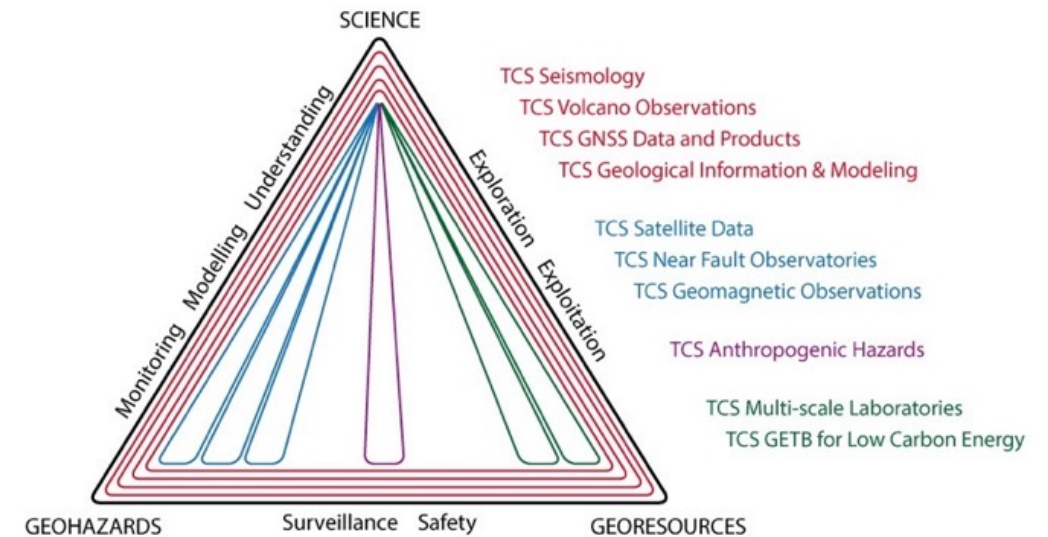 SCIENCE
Understanding
Modelling
Monitoring
Exploration
Exploitation
TCS Seismology
TCS Volcano Observations
TCS GNSS Data and Products
TCS Geological Information & Modeling
TCS Satellite Data
TCS Near Fault Observatories
TCS Geomagnetic Observations
TCS Anthropogenic Hazards
TCS Multi-scale Laboratories
TCS GETB for Low Carbon Energy
GEOHAZARDS
Surveillance Safety
GEORESOURCES